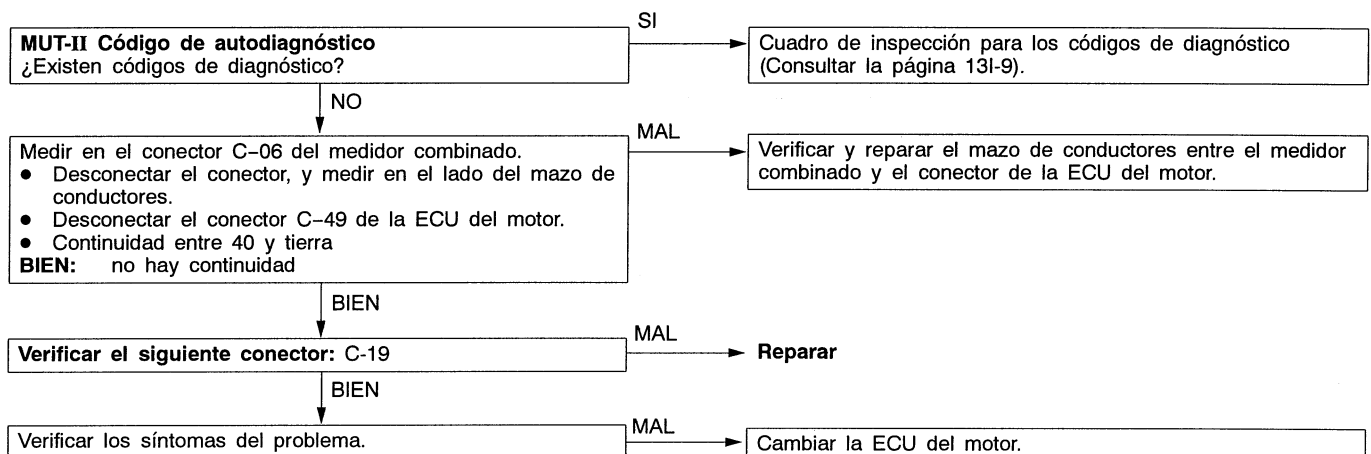 MUT-II Código de autodiagnóstico
¿Existen códigos de diagnóstico?
SI
Cuadro de inspección para los códigos de diagnóstico
(Consultar la página 13I-9).
NO
Medir en el conector C-06 del medidor combinado.
● Desconectar el conector, y medir en el lado del mazo de
conductores.
● Desconectar el conector C-49 de la ECU del motor.
● Continuidad entre 40 y tierra
BIEN: no hay continuidad
MAL
Verificar y reparar el mazo de conductores entre el medidor
combinado y el conector de la ECU del motor.
BIEN
Verificar el siguiente conector: C-19
MAL
Reparar
BIEN
Verificar los síntomas del problema.
MAL
Cambiar la ECU del motor.